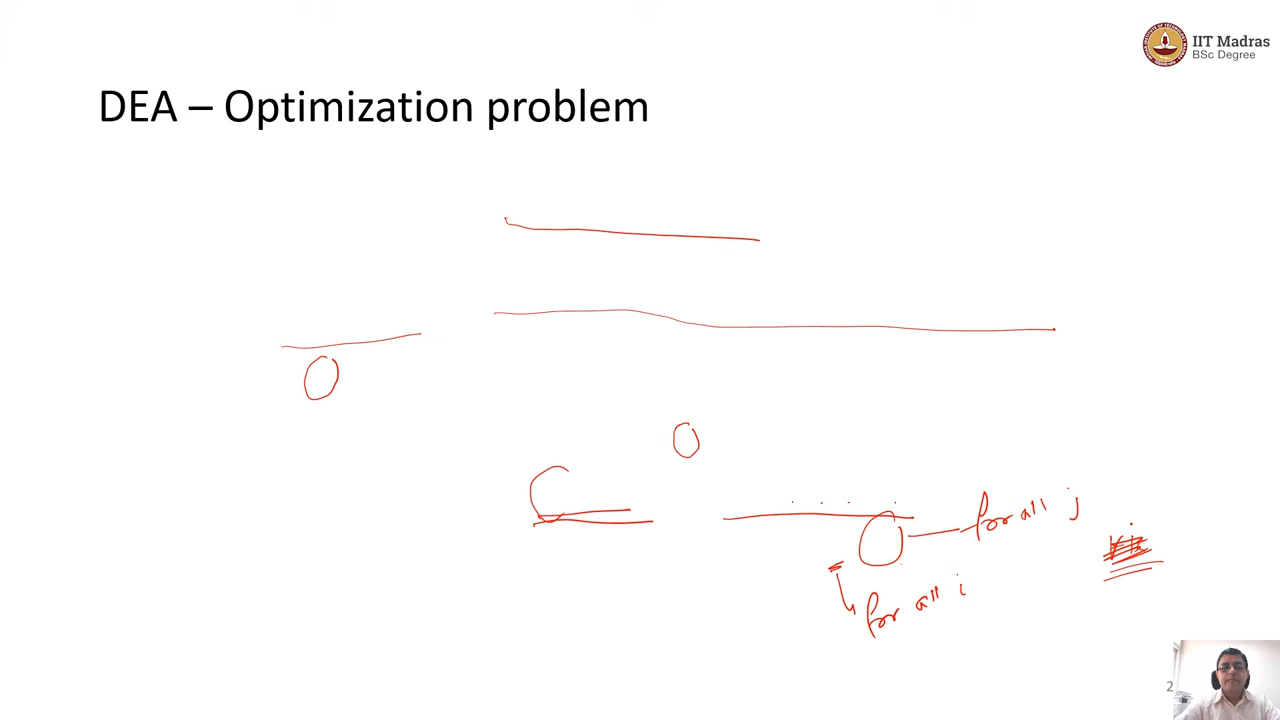 IIT Madras
BSc Degree
DEA – Optimization problem
for all j
for all i
2